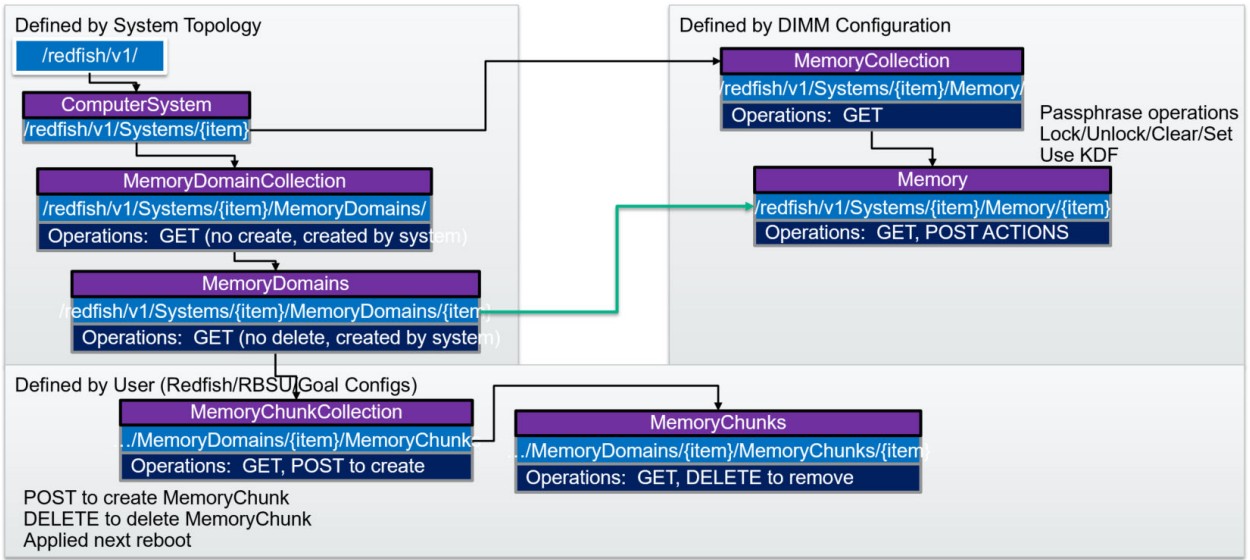 Defined by System Topology
/redfish/v1/
ComputerSystem
/redfish/v1/Systems/{item}
MemoryDomainCollection
/redfish/v1/Systems/{item}/MemoryDomains/
Operations: GET (no create, created by system)
MemoryDomains
/redfish/v1/Systems/{item}/MemoryDomains/{item}
Operations: GET (no delete, created by system)
Defined by DIMM Configuration
MemoryCollection
/redfish/v1/Systems/{item}/Memory/
Operations: GET
Passphrase operations
Lock/Unlock/Clear/Set
Use KDF
Memory
/redfish/v1/Systems/{item}/Memory/{item}
Operations: GET, POST ACTIONS
Defined by User (Redfish/RBSU/Goal Configs)
MemoryChunkCollection
…/MemoryDomains/{item}/MemoryChunk
Operations: GET, POST to create
MemoryChunks
…/MemoryDomains/{item}/MemoryChunks/{item}
Operations: GET, DELETE to remove
POST to create MemoryChunk
DELETE to delete MemoryChunk
Applied next reboot